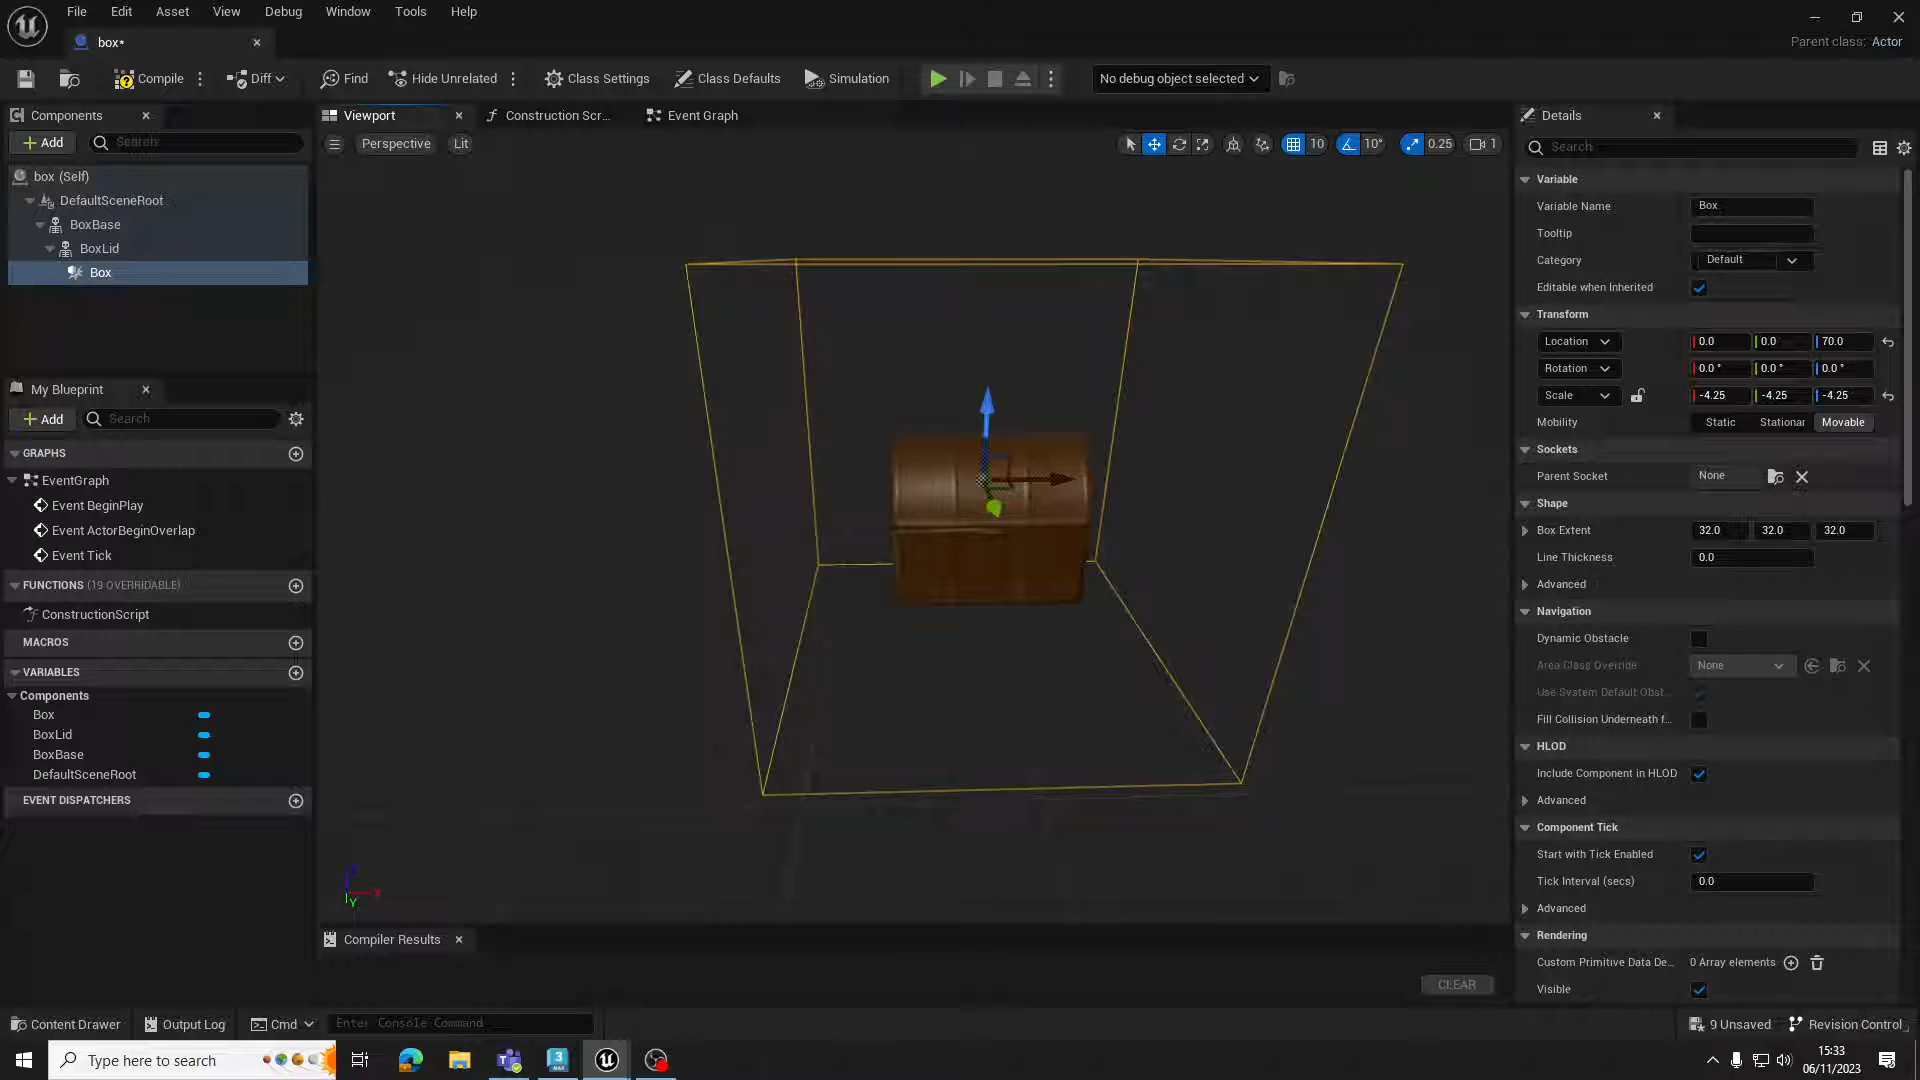 File Edit Asset View Debug Window Tools Help
box*
Parent class: Actor
Compile Diff Find Hide Unrelated Class Settings Class Defaults Simulation No debug object selected
Components
Add Search
box (Self)
DefaultSceneRoot
BoxBase
BoxLid
Box
My Blueprint
Add Search
GRAPHS
EventGraph
Event BeginPlay
Event ActorBeginOverlap
Event Tick
FUNCTIONS (19 OVERRIDABLE)
ConstructionScript
MACROS
VARIABLES
Components
Box
BoxLid
BoxBase
DefaultSceneRoot
EVENT DISPATCHERS
Viewport Construction Scr... Event Graph
Perspective Lit 10 10° 0.25 1
X
Y
Compiler Results
CLEAR
Details
Search
Variable
Variable Name Box
Tooltip
Category Default
Editable when Inherited
Transform
Location 0.0 0.0 70.0
Rotation 0.0 ° 0.0 ° 0.0 °
Scale -4.25 -4.25 -4.25
Mobility Static Stationar Movable
Sockets
Parent Socket None
Shape
Box Extent 32.0 32.0 32.0
Line Thickness 0.0
Advanced
Navigation
Dynamic Obstacle
Area Class Override None
Use System Default Obst...
Fill Collision Underneath f...
HLOD
Include Component in HLOD
Advanced
Component Tick
Start with Tick Enabled
Tick Interval (secs) 0.0
Advanced
Rendering
Custom Primitive Data De... 0 Array elements
Visible
Content Drawer Output Log Cmd Enter Console Command 9 Unsaved Revision Control
Type here to search
15:33
06/11/2023